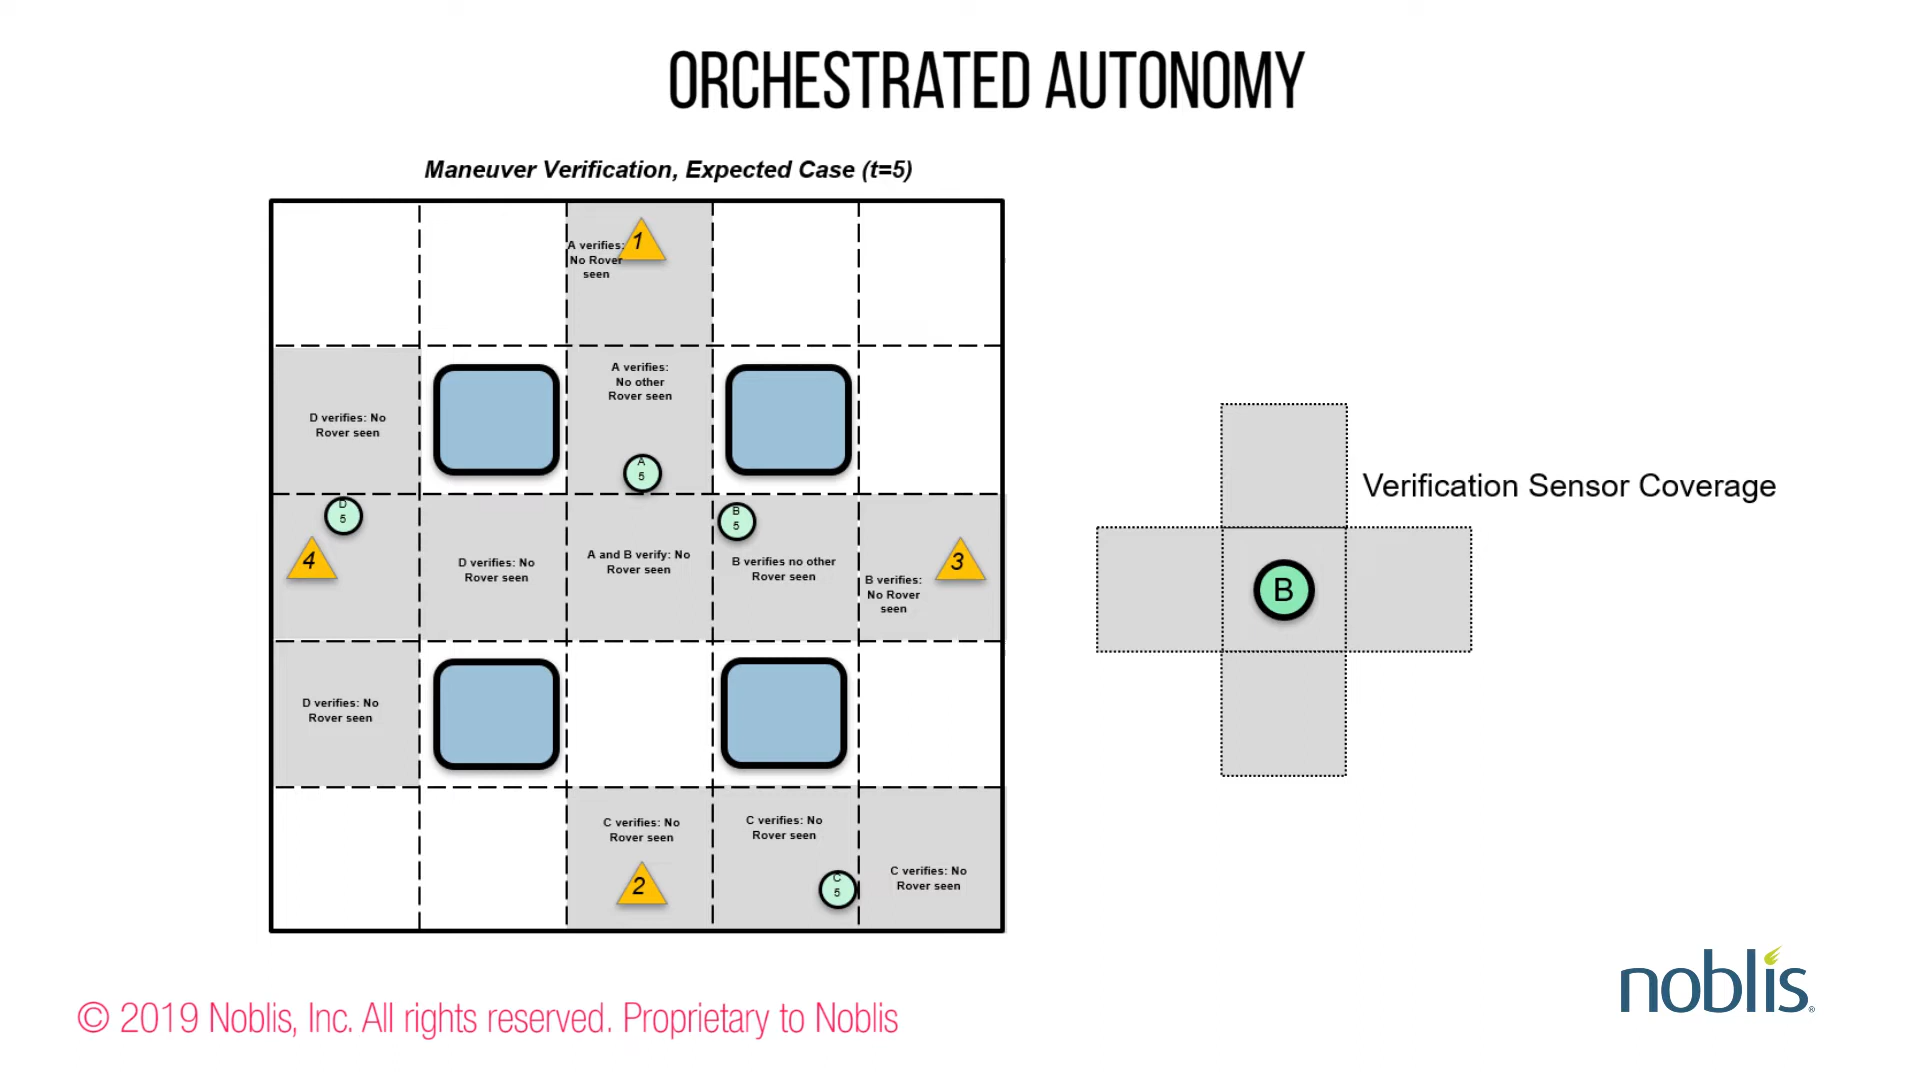 ORCHESTRATED AUTONOMY
Maneuver Verification, Expected Case (t=5)
A verifies:
No Rover
seen
1
D verifies: No
Rover seen
A verifies:
No other
Rover seen
A
5
D
5
4
D verifies: No
Rover seen
A and B verify: No
Rover seen
B
5
B verifies no other
Rover seen
B verifies:
No Rover
seen
3
D verifies: No
Rover seen
C verifies: No
Rover seen
2
C verifies: No
Rover seen
C
5
C verifies: No
Rover seen
Verification Sensor Coverage
B
noblis®
© 2019 Noblis, Inc. All rights reserved. Proprietary to Noblis